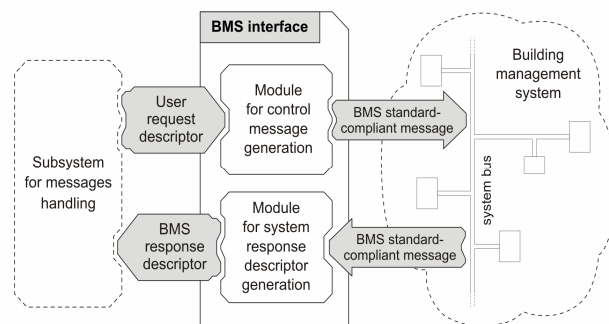 BMS interface
Subsystem
for messages
handling
User
request
descriptor
Module
for control
message
generation
BMS standard-
compliant message
Building
management
system
system bus
BMS
response
descriptor
Module
for system
response
descriptor
generation
BMS standard-
compliant message